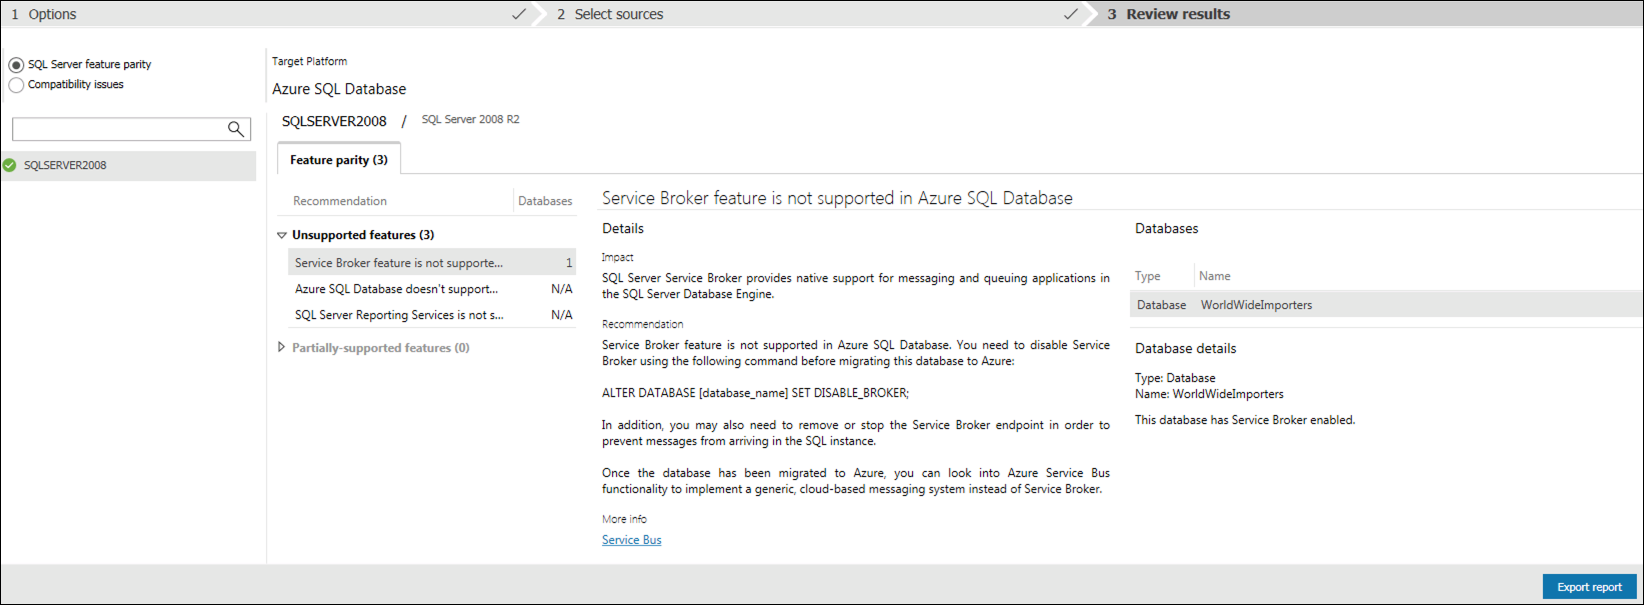 1 Options
2 Select sources
3 Review results
SQL Server feature parity
Compatibility issues
SQLSERVER2008
Target Platform
Azure SQL Database
SQLSERVER2008 / SQL Server 2008 R2
Feature parity (3)
Recommendation Databases
Unsupported features (3)
Service Broker feature is not supporte... 1
Azure SQL Database doesn't support... N/A
SQL Server Reporting Services is not s... N/A
Partially-supported features (0)
Service Broker feature is not supported in Azure SQL Database
Details
Impact
SQL Server Service Broker provides native support for messaging and queuing applications in
the SQL Server Database Engine.
Recommendation
Service Broker feature is not supported in Azure SQL Database. You need to disable Service
Broker using the following command before migrating this database to Azure:
ALTER DATABASE [database_name] SET DISABLE_BROKER;
In addition, you may also need to remove or stop the Service Broker endpoint in order to
prevent messages from arriving in the SQL instance.
Once the database has been migrated to Azure, you can look into Azure Service Bus
functionality to implement a generic, cloud-based messaging system instead of Service Broker.
More info
Service Bus
Databases
Type Name
Database WorldWideImporters
Database details
Type: Database
Name: WorldWideImporters
This database has Service Broker enabled.
Export report